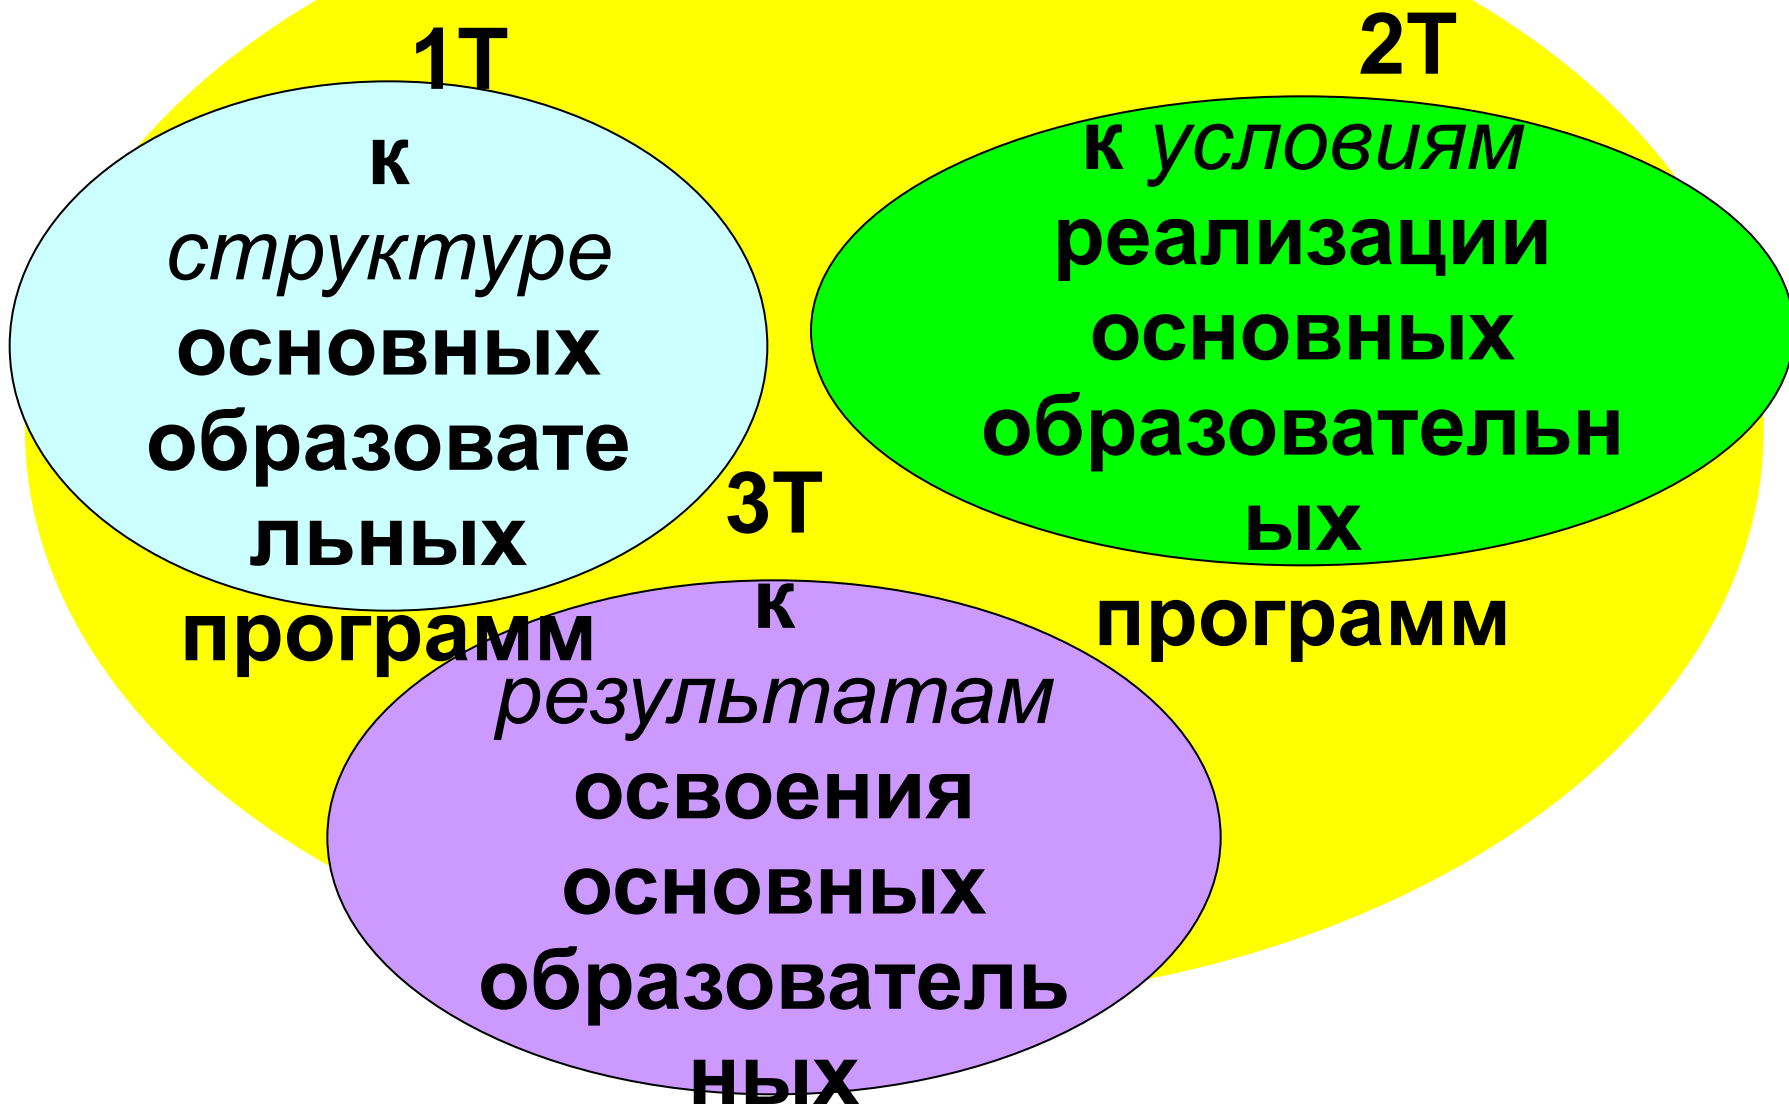 1Т
к
структуре
основных
образовате
льных
программ
2Т
к условиям
реализации
основных
образовательн
ых
программ
3Т
к
результатам
освоения
основных
образователь
ных